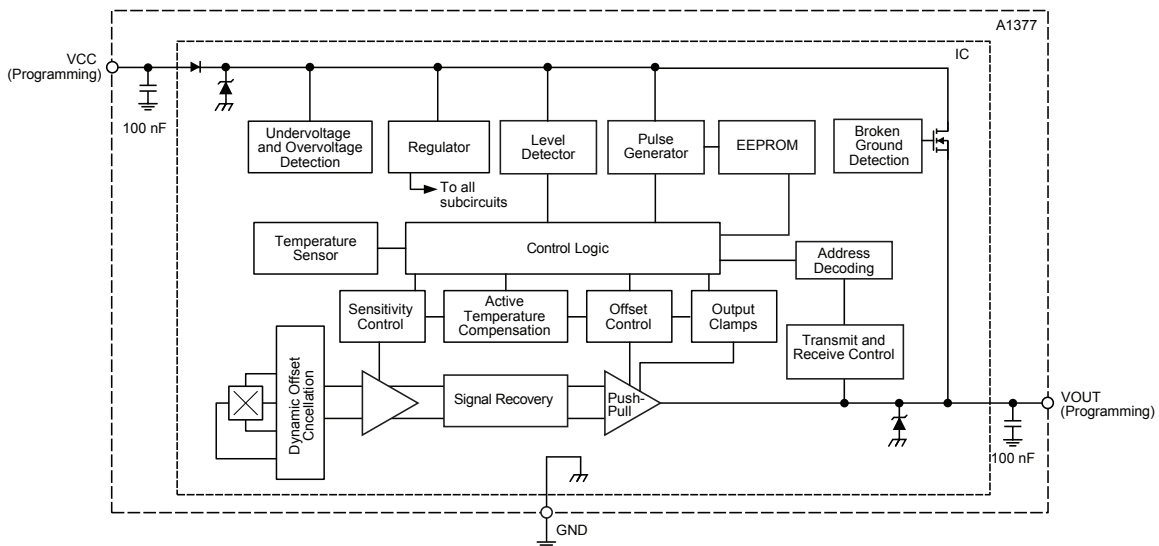 A1377
VCC
(Programming)
IC
100 nF
Undervoltage
and Overvoltage
Detection
Regulator
Level
Detector
Pulse
Generator
EEPROM
Broken
Ground
Detection
To all
subcircuits
Temperature
Sensor
Control Logic
Address
Decoding
Sensitivity
Control
Active
Temperature
Compensation
Offset
Control
Output
Clamps
Transmit and
Receive Control
Dynamic Offset
Cncellation
Signal Recovery
Push-
Pull
VOUT
(Programming)
100 nF
GND